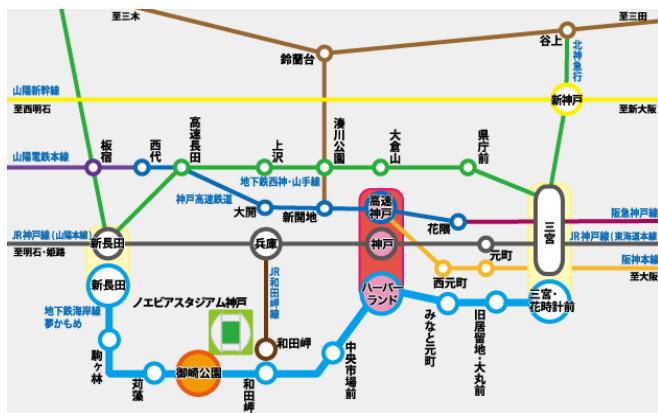 至三木
至三田
谷上
鈴蘭台
北神急行
山陽新幹線
新神戸
至西明石
至新大阪
板宿
西代
高速長田
上沢
湊川公園
大倉山
県庁前
山陽電鉄本線
地下鉄西神・山手線
神戸高速鉄道
大開
新開地
高速
神戸
花隈
三宮
阪急神戸線
JR神戸線(山陽本線)
新長田
兵庫
神戸
元町
JR神戸線(東海道本線)
至明石・姫路
阪神本線
至大阪
西元町
新長田
JR和田岬線
ハーバー
ランド
三宮・
花時計前
地下鉄海岸線
夢かもめ
ノエビアスタジアム神戸
みなと元町
旧居留地・大丸前
駒ヶ林
和田岬
中央市場前
苅藻
御崎公園
和田岬